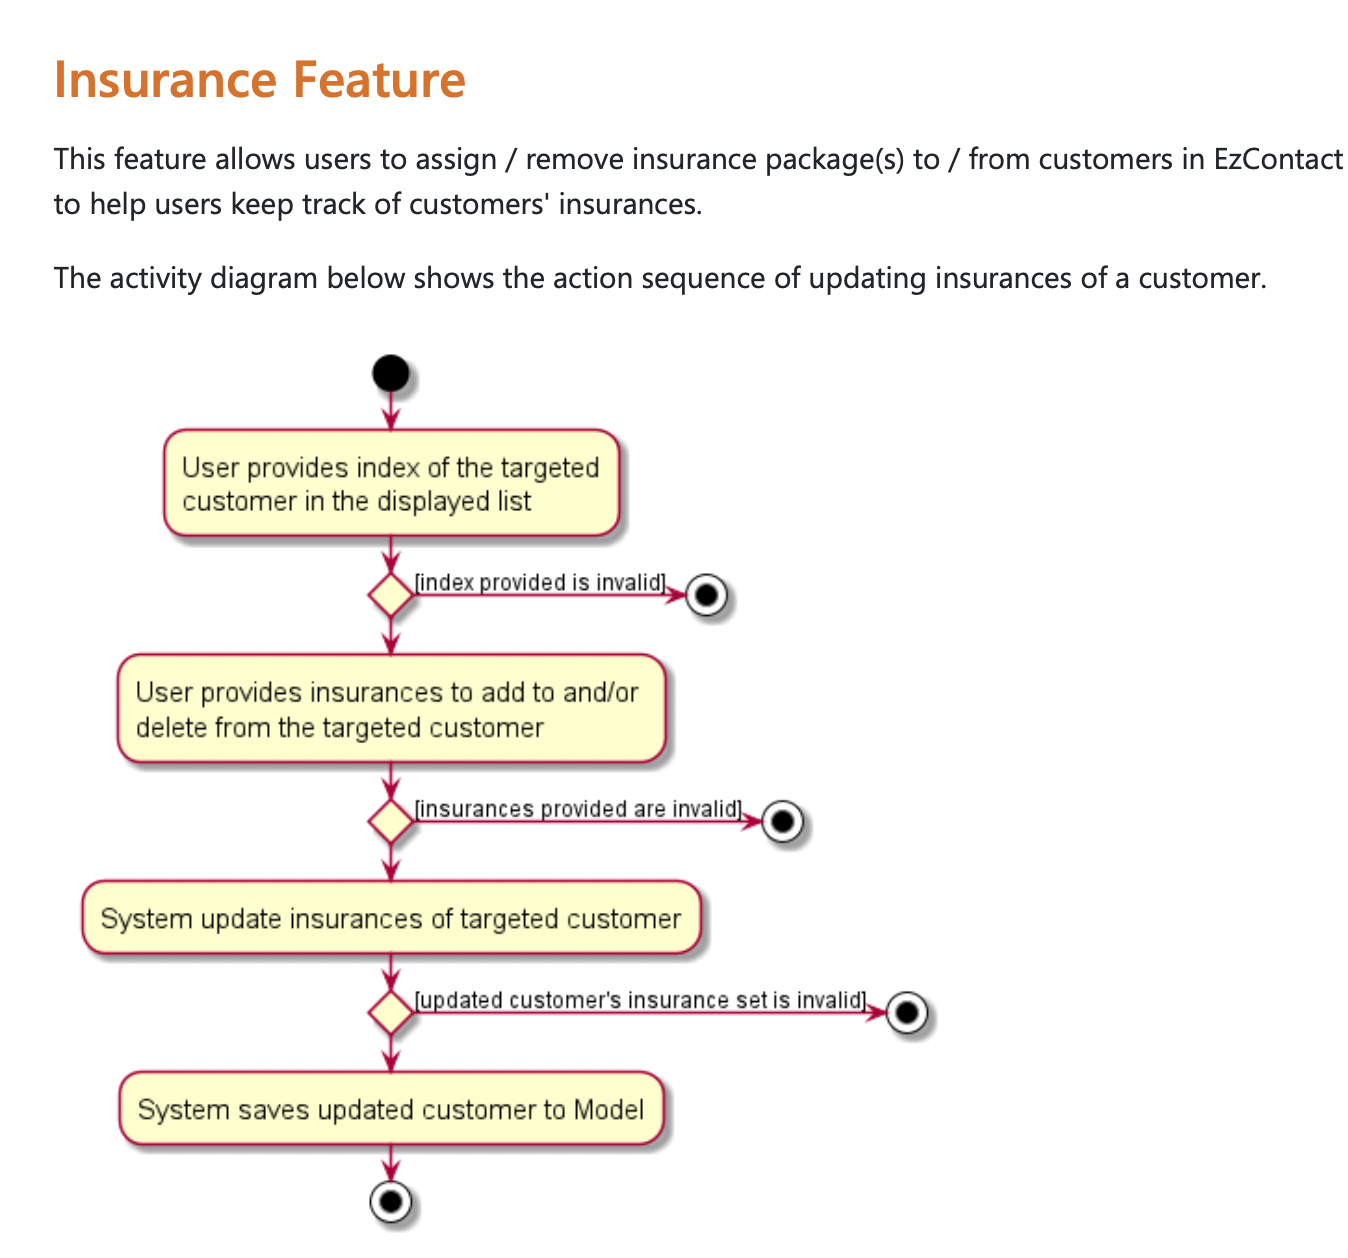 Insurance Feature
This feature allows users to assign / remove insurance package(s) to / from customers in EzContact
to help users keep track of customers' insurances.
The activity diagram below shows the action sequence of updating insurances of a customer.
User provides index of the targeted
customer in the displayed list
[index provided is invalid]
User provides insurances to add to and/or
delete from the targeted customer
[insurances provided are invalid]
System update insurances of targeted customer
[updated customer's insurance set is invalid]
System saves updated customer to Model